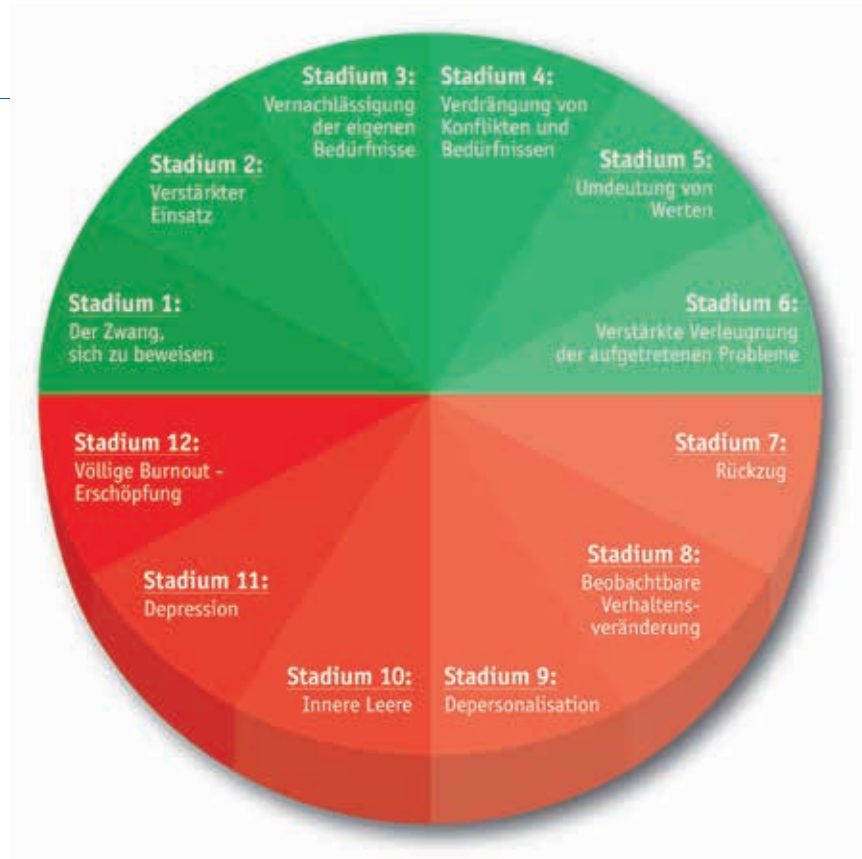 Stadium 1:
Der Zwang,
sich zu beweisen
Stadium 2:
Verstärkter
Einsatz
Stadium 3:
Vernachlässigung
der eigenen
Bedürfnisse
Stadium 4:
Verdrängung von
Konflikten und
Bedürfnissen
Stadium 5:
Umdeutung von
Werten
Stadium 6:
Verstärkte Verleugnung
der aufgetretenen Probleme
Stadium 7:
Rückzug
Stadium 8:
Beobachtbare
Verhaltens-
veränderung
Stadium 9:
Depersonalisation
Stadium 10:
Innere Leere
Stadium 11:
Depression
Stadium 12:
Völlige Burnout -
Erschöpfung